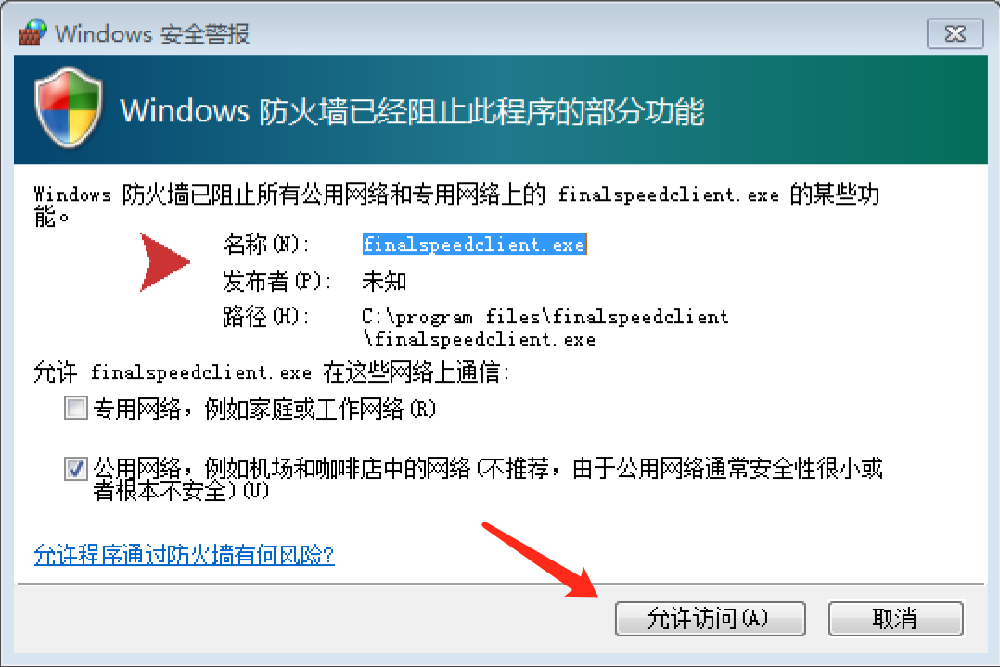 Windows 安全警报
Windows 防火墙已经阻止此程序的部分功能
Windows 防火墙已阻止所有公用网络和专用网络上的 finalspeedclient.exe 的某些功
能。
名称(N): finalspeedclient.exe
发布者(P): 未知
路径(H): C:\program files\finalspeedclient
\finalspeedclient.exe
允许 finalspeedclient.exe 在这些网络上通信:
专用网络，例如家庭或工作网络(R)
公用网络，例如机场和咖啡店中的网络(不推荐，由于公用网络通常安全性很小或
者根本不安全)(U)
允许程序通过防火墙有何风险?
允许访问(A) 取消